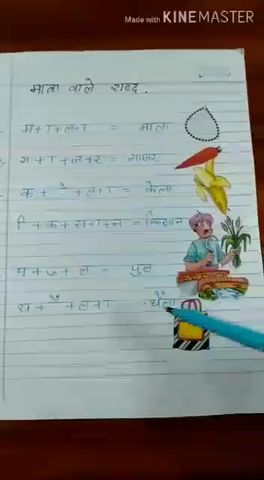 Made with KINEMASTER
मात्रा वाले शब्द.
म+ा+ल+ा = माला
ग+ा+ज+र = गाजर
क+े+ल+ा = केला
ि+क+स+ा+न = किसान
प+ु+ल = पुल
थ+ै+ल+ा थैला